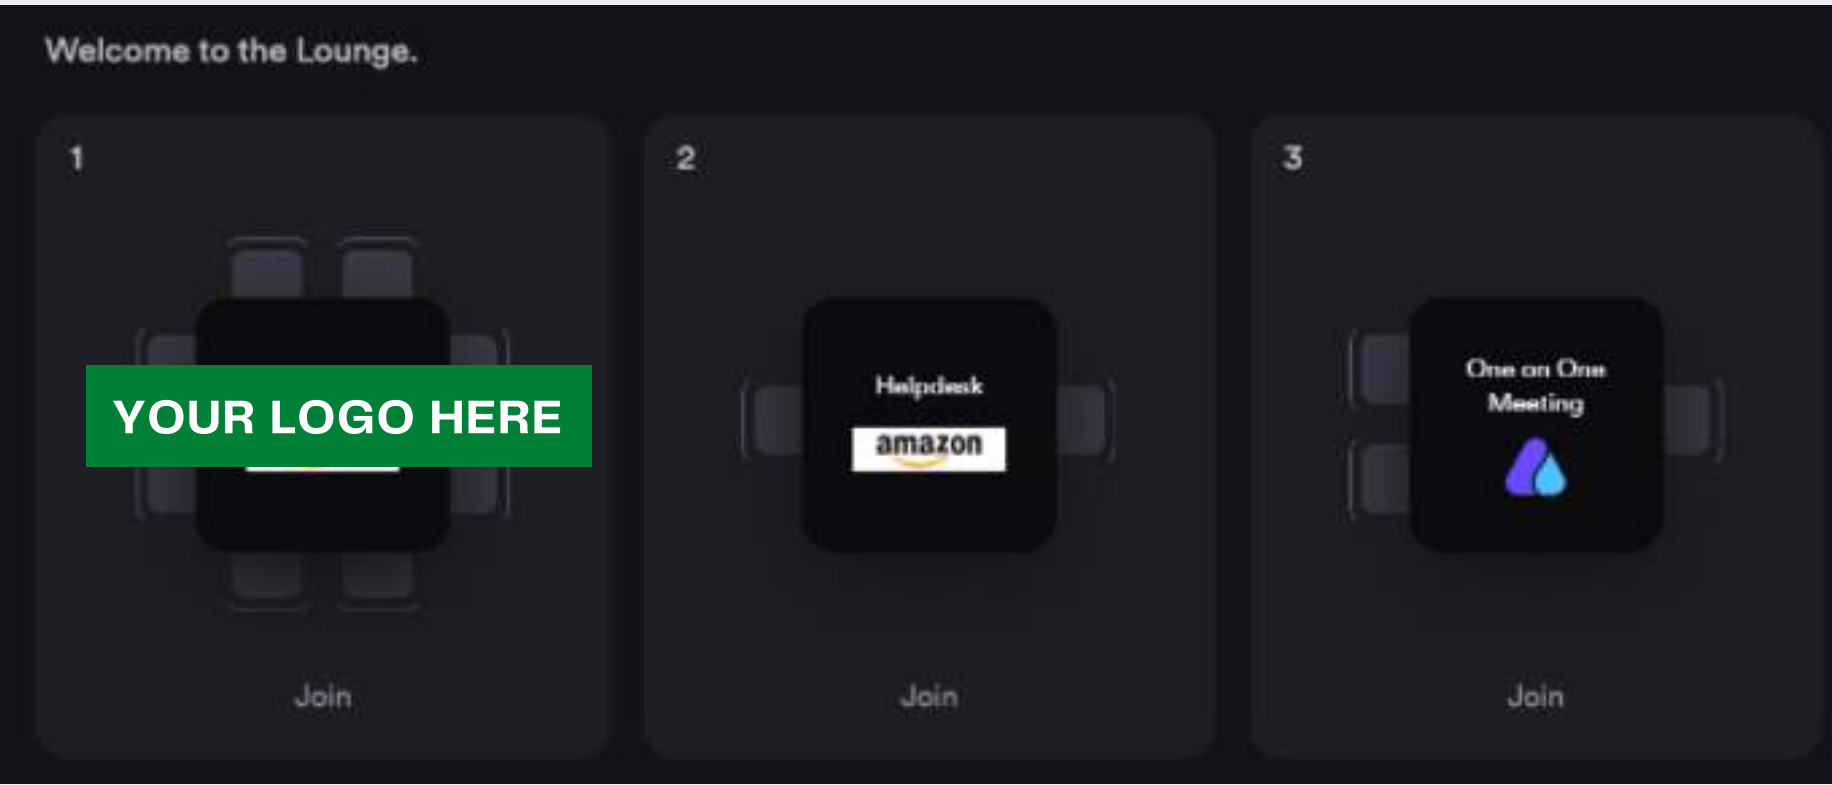 Welcome to the Lounge.
1
2
3
YOUR LOGO HERE
Helpdesk
amazon
One on One
Meeting
Join
Join
Join